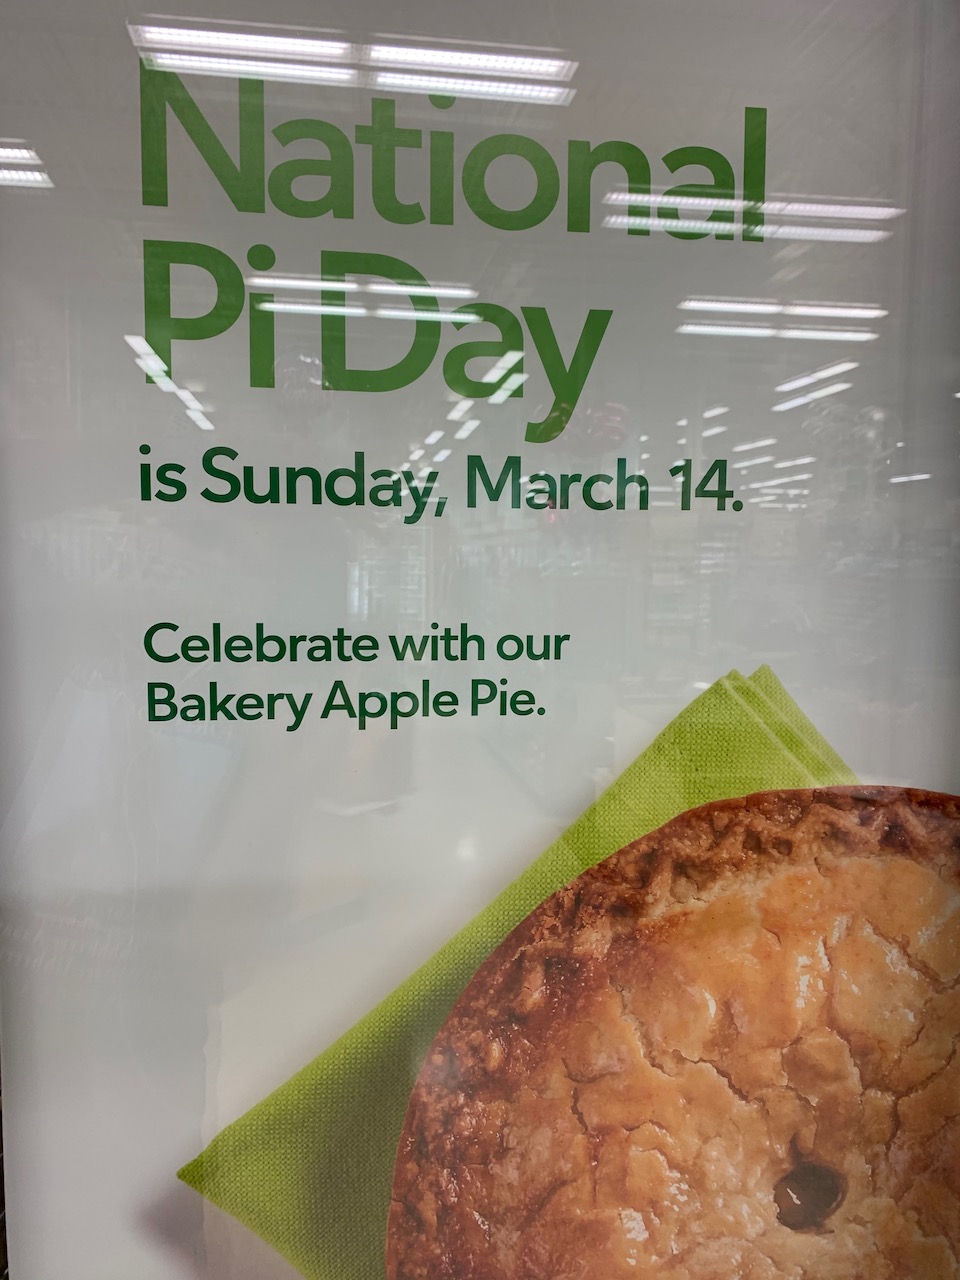 National
Pi Day
is Sunday, March 14.
Celebrate with our
Bakery Apple Pie.